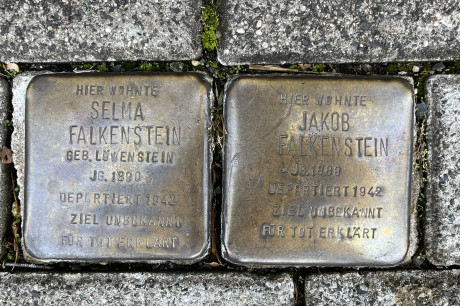 HIER WOHNTE
SELMA
FALKENSTEIN
GEB. LÖWENSTEIN
JG. 1890
DEPORTIERT 1942
ZIEL UNBEKANNT
FÜR TOT ERKLÄRT
HIER WOHNTE
JAKOB
FALKENSTEIN
JG. 1889
DEPORTIERT 1942
ZIEL UNBEKANNT
FÜR TOT ERKLÄRT